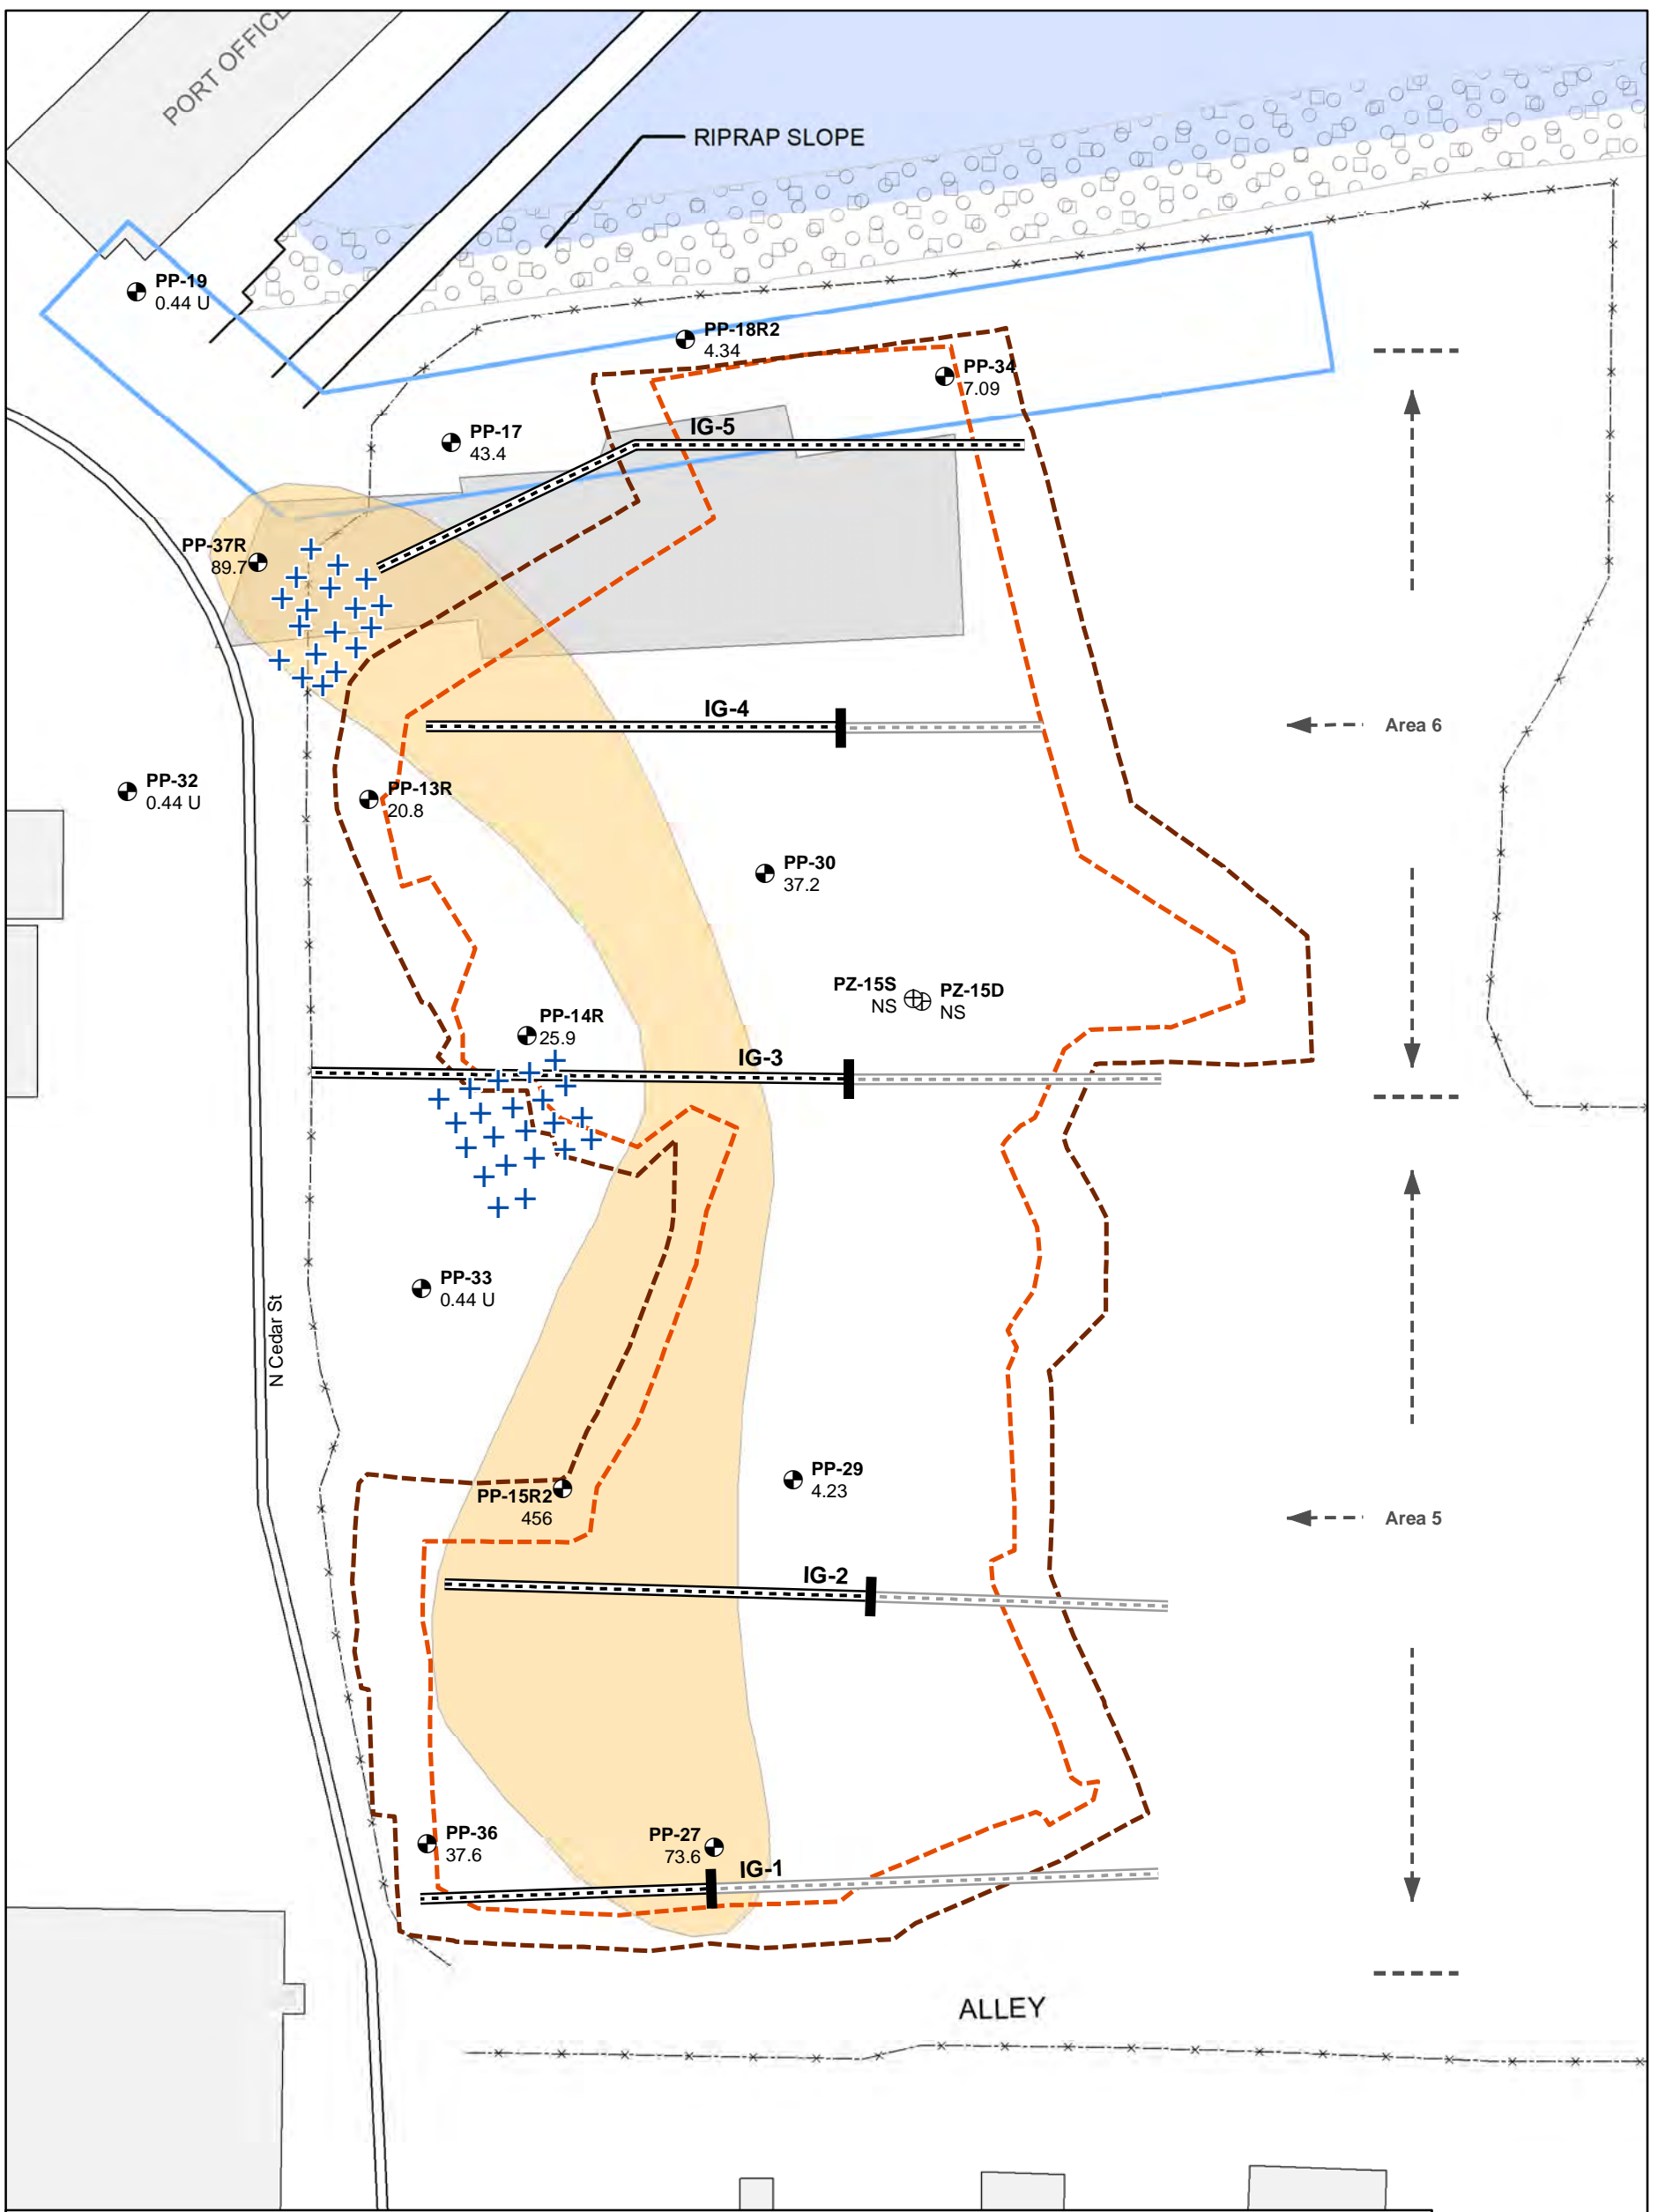 PORT OFFICE
RIPRAP SLOPE
PP-19
0.44 U
PP-18R2
4.34
PP-34
7.09
PP-17
43.4
IG-5
PP-37R
89.7
IG-4
Area 6
PP-32
0.44 U
PP-13R
20.8
PP-30
37.2
PZ-15S
NS
PZ-15D
NS
PP-14R
25.9
IG-3
PP-33
0.44 U
N Cedar St
PP-29
4.23
PP-15R2
456
Area 5
IG-2
PP-36
37.6
PP-27
73.6
IG-1
ALLEY